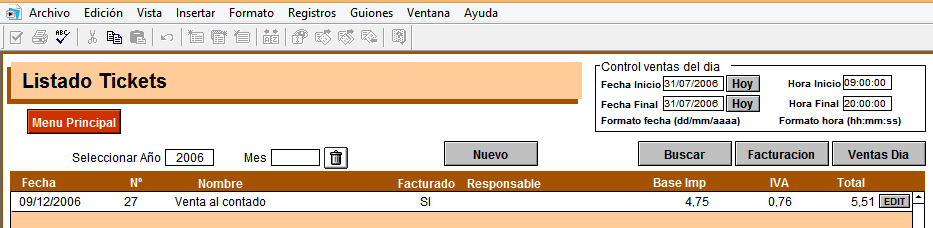 Archivo Edición Vista Insertar Formato Registros Guiones Ventana Ayuda
ABC
Listado Tickets
Control ventas del dia
Fecha Inicio 31/07/2006 Hoy Hora Inicio 09:00:00
Fecha Final 31/07/2006 Hoy Hora Final 20:00:00
Formato fecha (dd/mm/aaaa) Formato hora (hh:mm:ss)
Menu Principal
Seleccionar Año 2006 Mes Nuevo Buscar Facturacion Ventas Dia
Fecha Nº Nombre Facturado Responsable Base Imp IVA Total
09/12/2006 27 Venta al contado SI 4,75 0,76 5,51 EDIT